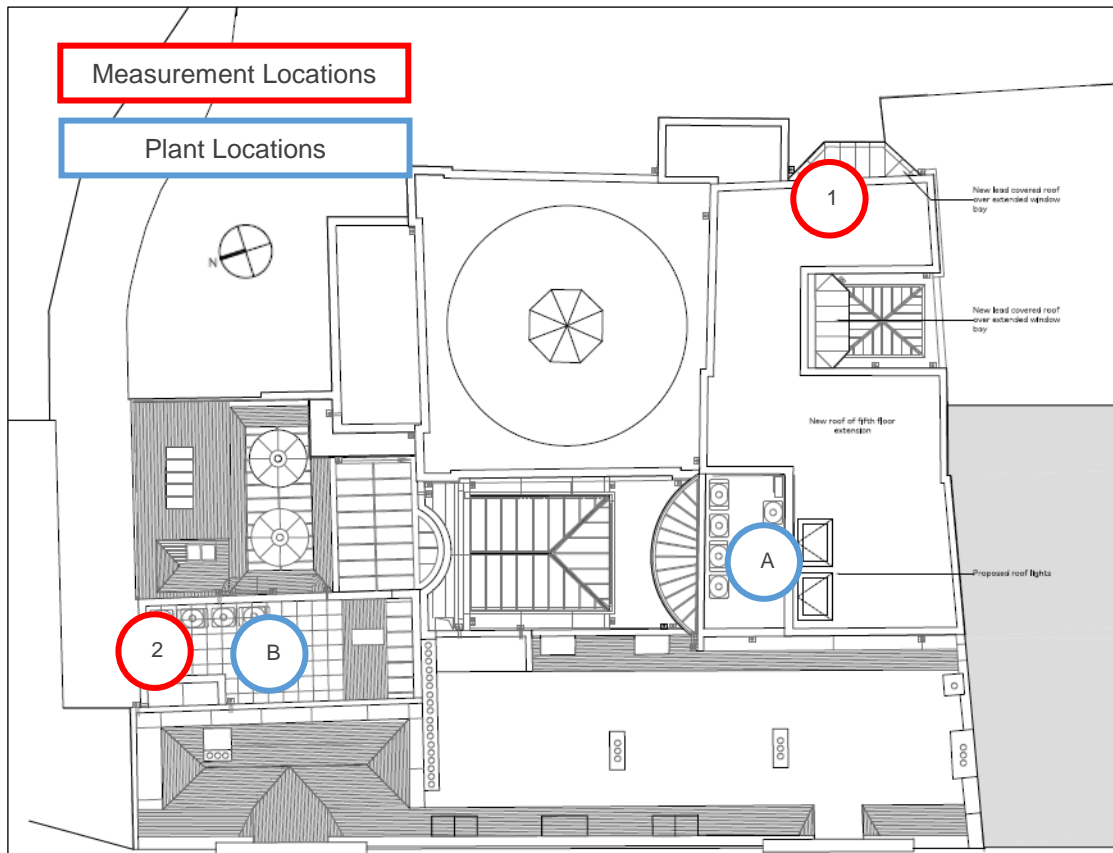 Measurement Locations
Plant Locations
1
New lead covered roof
over extended window
bay
N
New lead covered roof
over extended window
bay
New roof of fifth floor
extension
A
Proposed roof lights
2
B